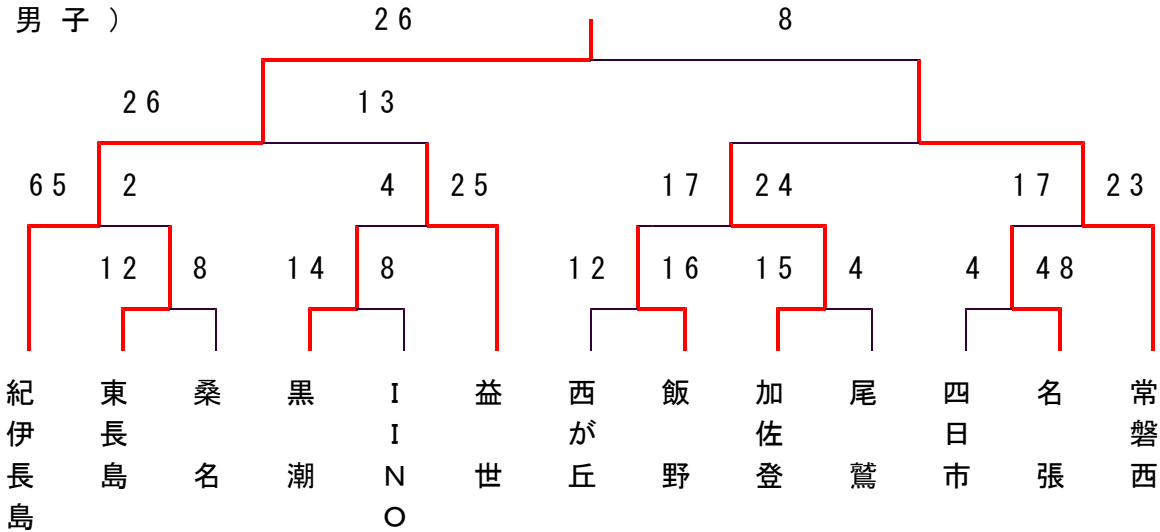 男子）
26 8
26 13
65 2 4 25 17 24 17 23
12 8 14 8 12 16 15 4 4 48
紀伊長島
東長島
桑名
黒潮
IINO
益世
西が丘
飯野
加佐登
尾鷲
四日市
名張
常磐西